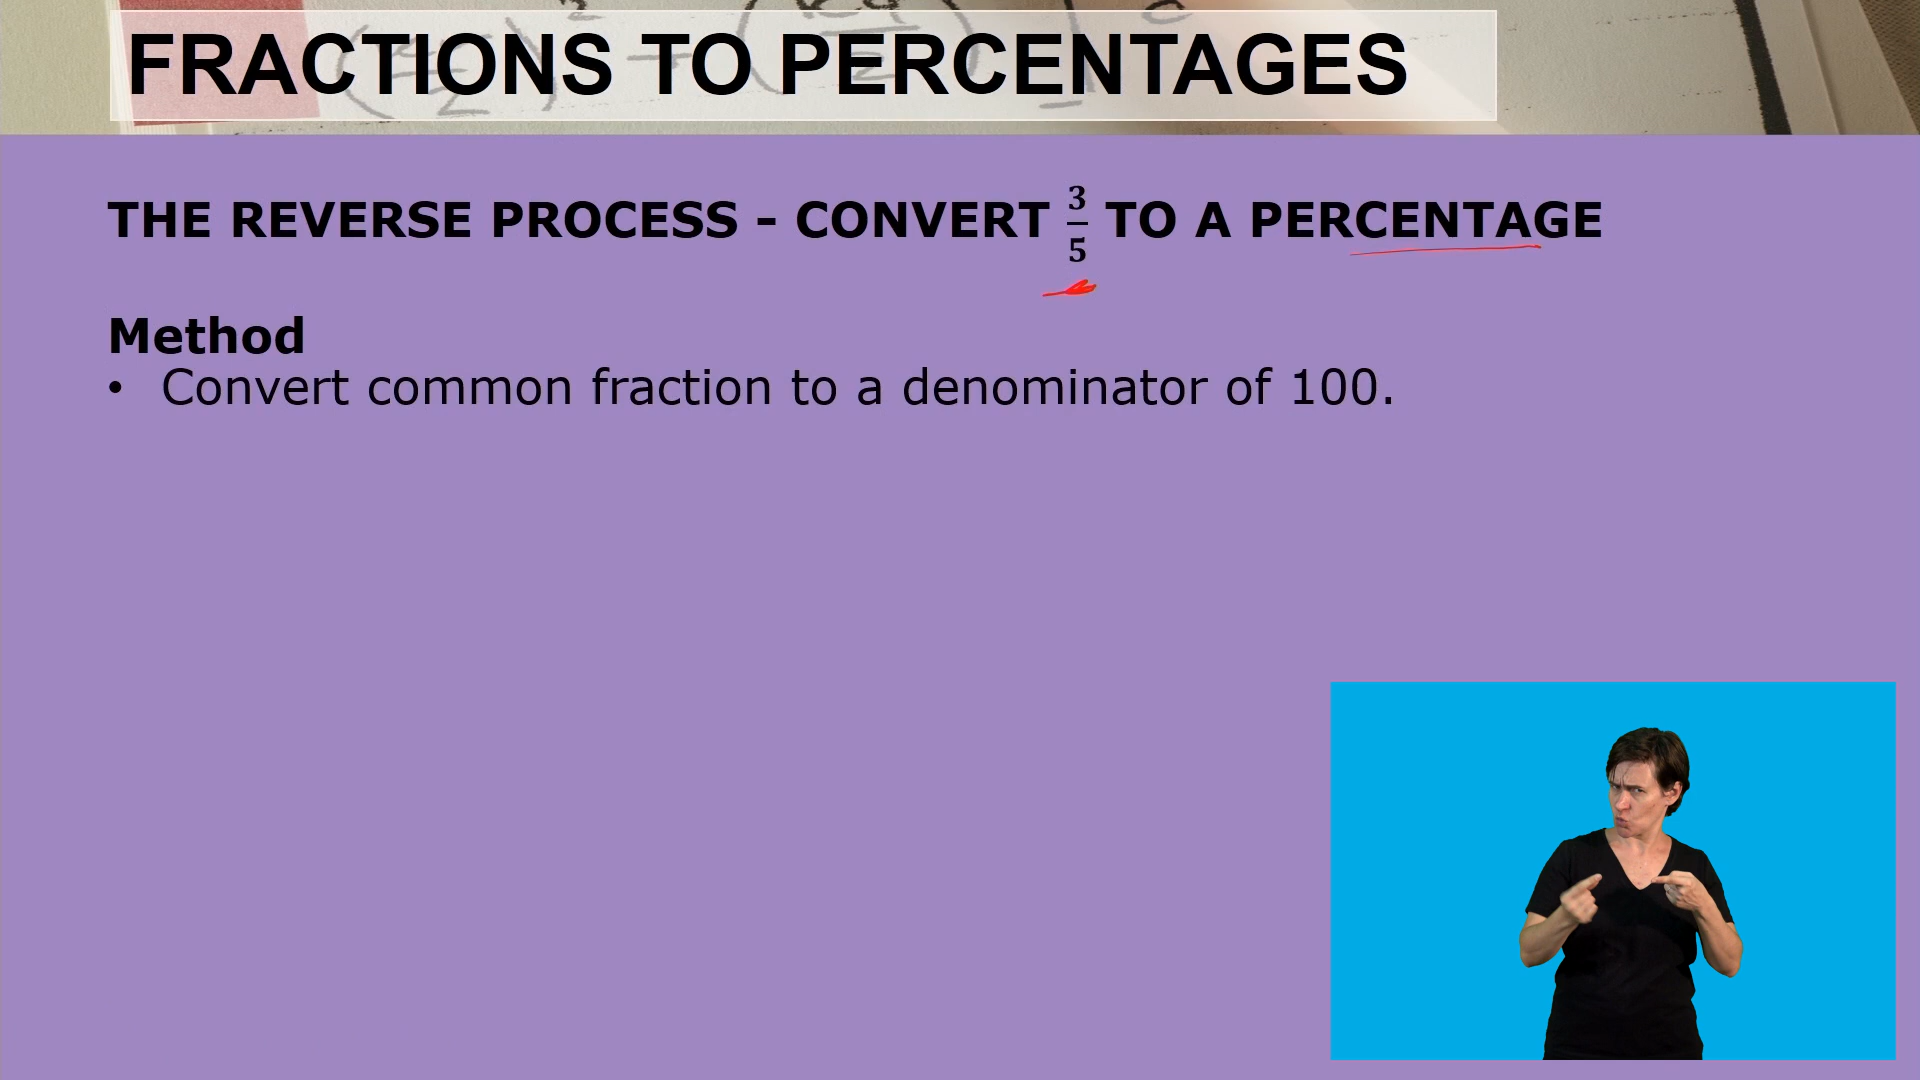 FRACTIONS TO PERCENTAGES
THE REVERSE PROCESS - CONVERT 3/5 TO A PERCENTAGE
Method
• Convert common fraction to a denominator of 100.